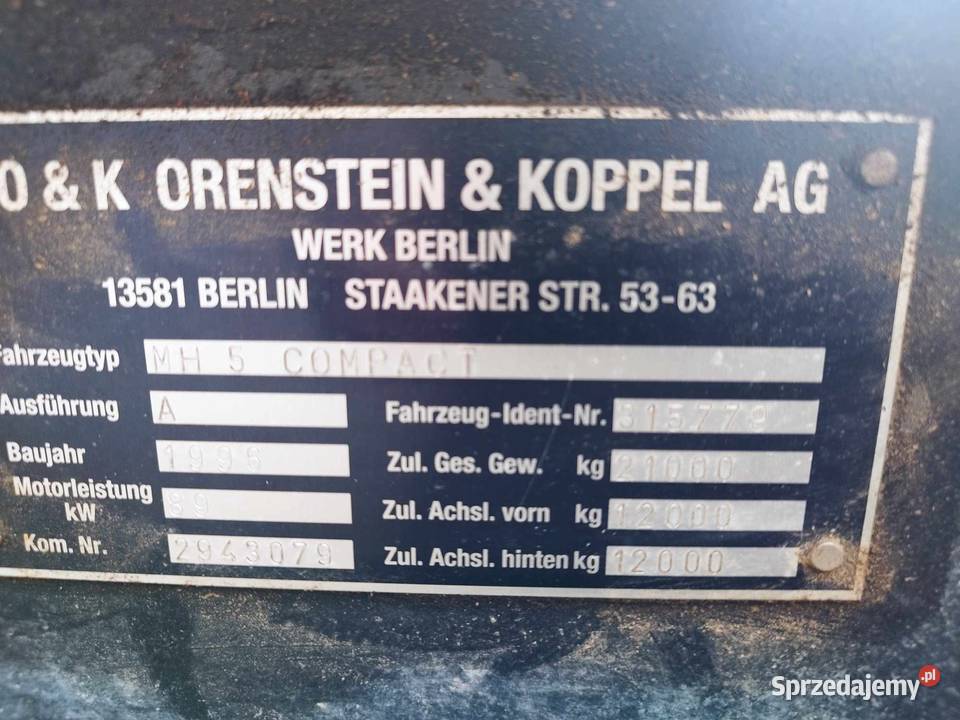 O & K ORENSTEIN & KOPPEL AG
WERK BERLIN
13581 BERLIN STAAKENER STR. 53-63
Fahrzeugtyp MH 5 COMPACT
Ausführung A
Fahrzeug-Ident-Nr. 315779
Baujahr 1996
Zul. Ges. Gew. kg 21000
Motorleistung kW 89
Zul. Achsl. vorn kg 12000
Kom. Nr. 2943079
Zul. Achsl. hinten kg 12000
Sprzedajemy.pl